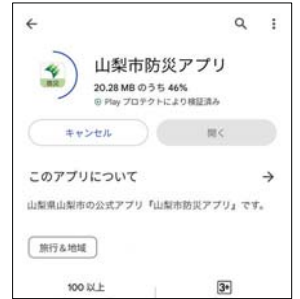 山梨市防災アプリ
20.28 MB のうち 46%
Play プロテクトにより検証済み
キャンセル
開く
このアプリについて
山梨県山梨市の公式アプリ『山梨市防災アプリ』です。
旅行&地域
100 以上
3+